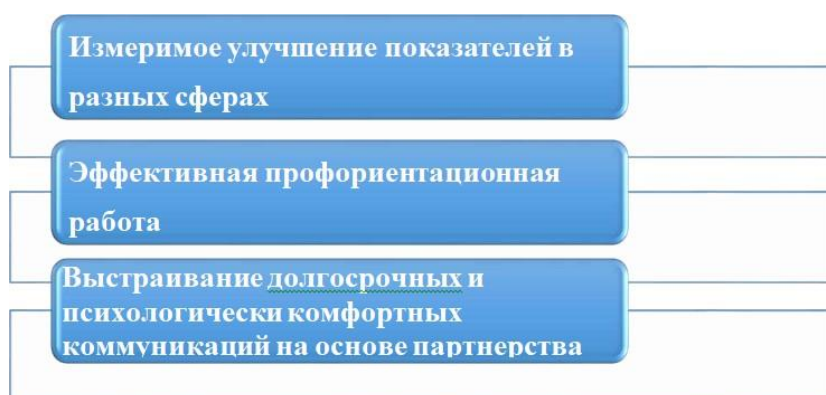 Измеримое улучшение показателей в
разных сферах
Эффективная профориентационная
работа
Выстраивание долгосрочных и
психологически комфортных
коммуникаций на основе партнерства